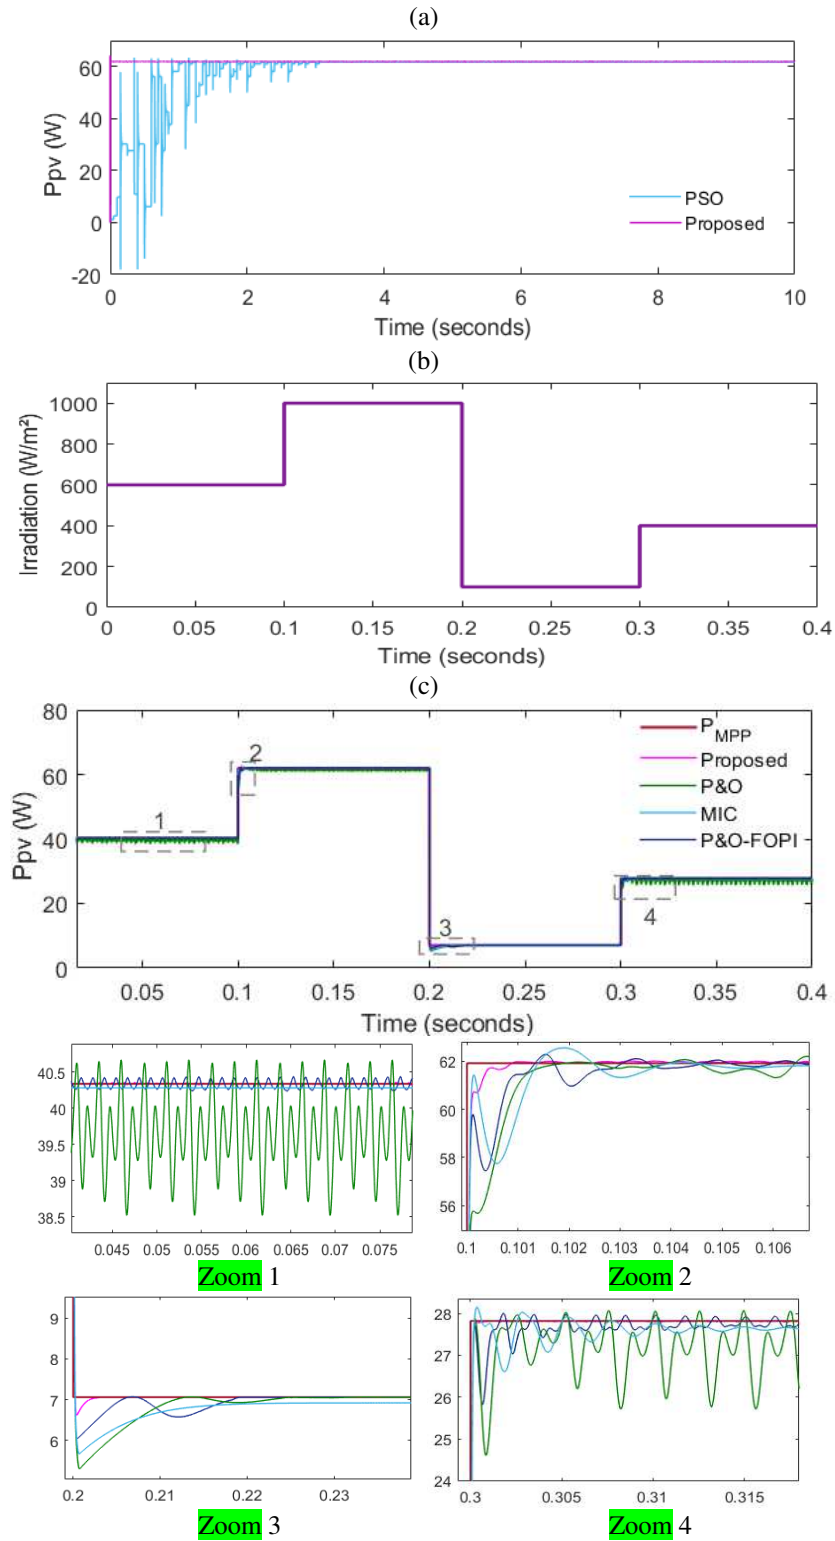 (a)
60
40
20
0
-20
Ppv (W)
PSO
Proposed
0 2 4 6 8 10
Time (seconds)
(b)
1000
800
600
400
200
0
Irradiation (W/m²)
0 0.05 0.1 0.15 0.2 0.25 0.3 0.35 0.4
Time (seconds)
(c)
80
60
40
20
0
Ppv (W)
1
2
3
4
P MPP
Proposed
P&O
MIC
P&O-FOPI
0.05 0.1 0.15 0.2 0.25 0.3 0.35 0.4
Time (seconds)
40.5
40
39.5
39
38.5
0.045 0.05 0.055 0.06 0.065 0.07 0.075
Zoom 1
62
60
58
56
0.1 0.101 0.102 0.103 0.104 0.105 0.106
Zoom 2
9
8
7
6
0.2 0.21 0.22 0.23
Zoom 3
28
27
26
25
24
0.3 0.305 0.31 0.315
Zoom 4